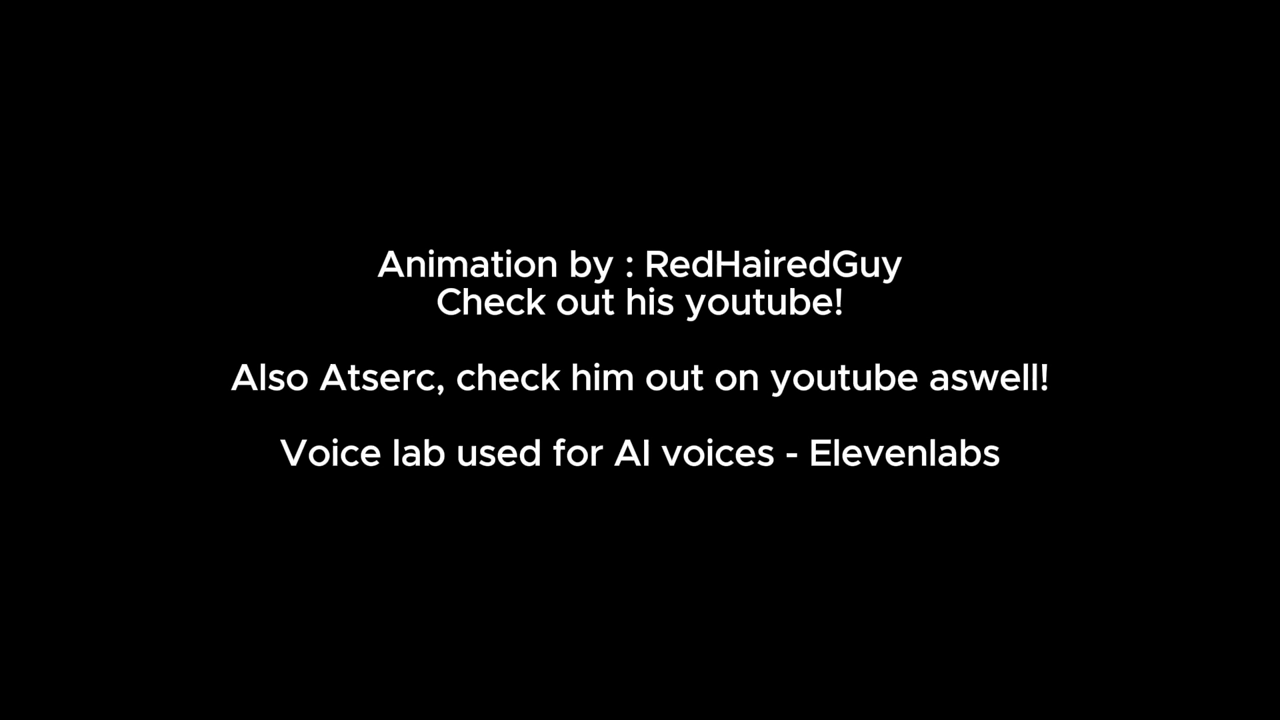 Animation by : RedHairedGuy
Check out his youtube!
Also Atserc, check him out on youtube aswell!
Voice lab used for AI voices - Elevenlabs